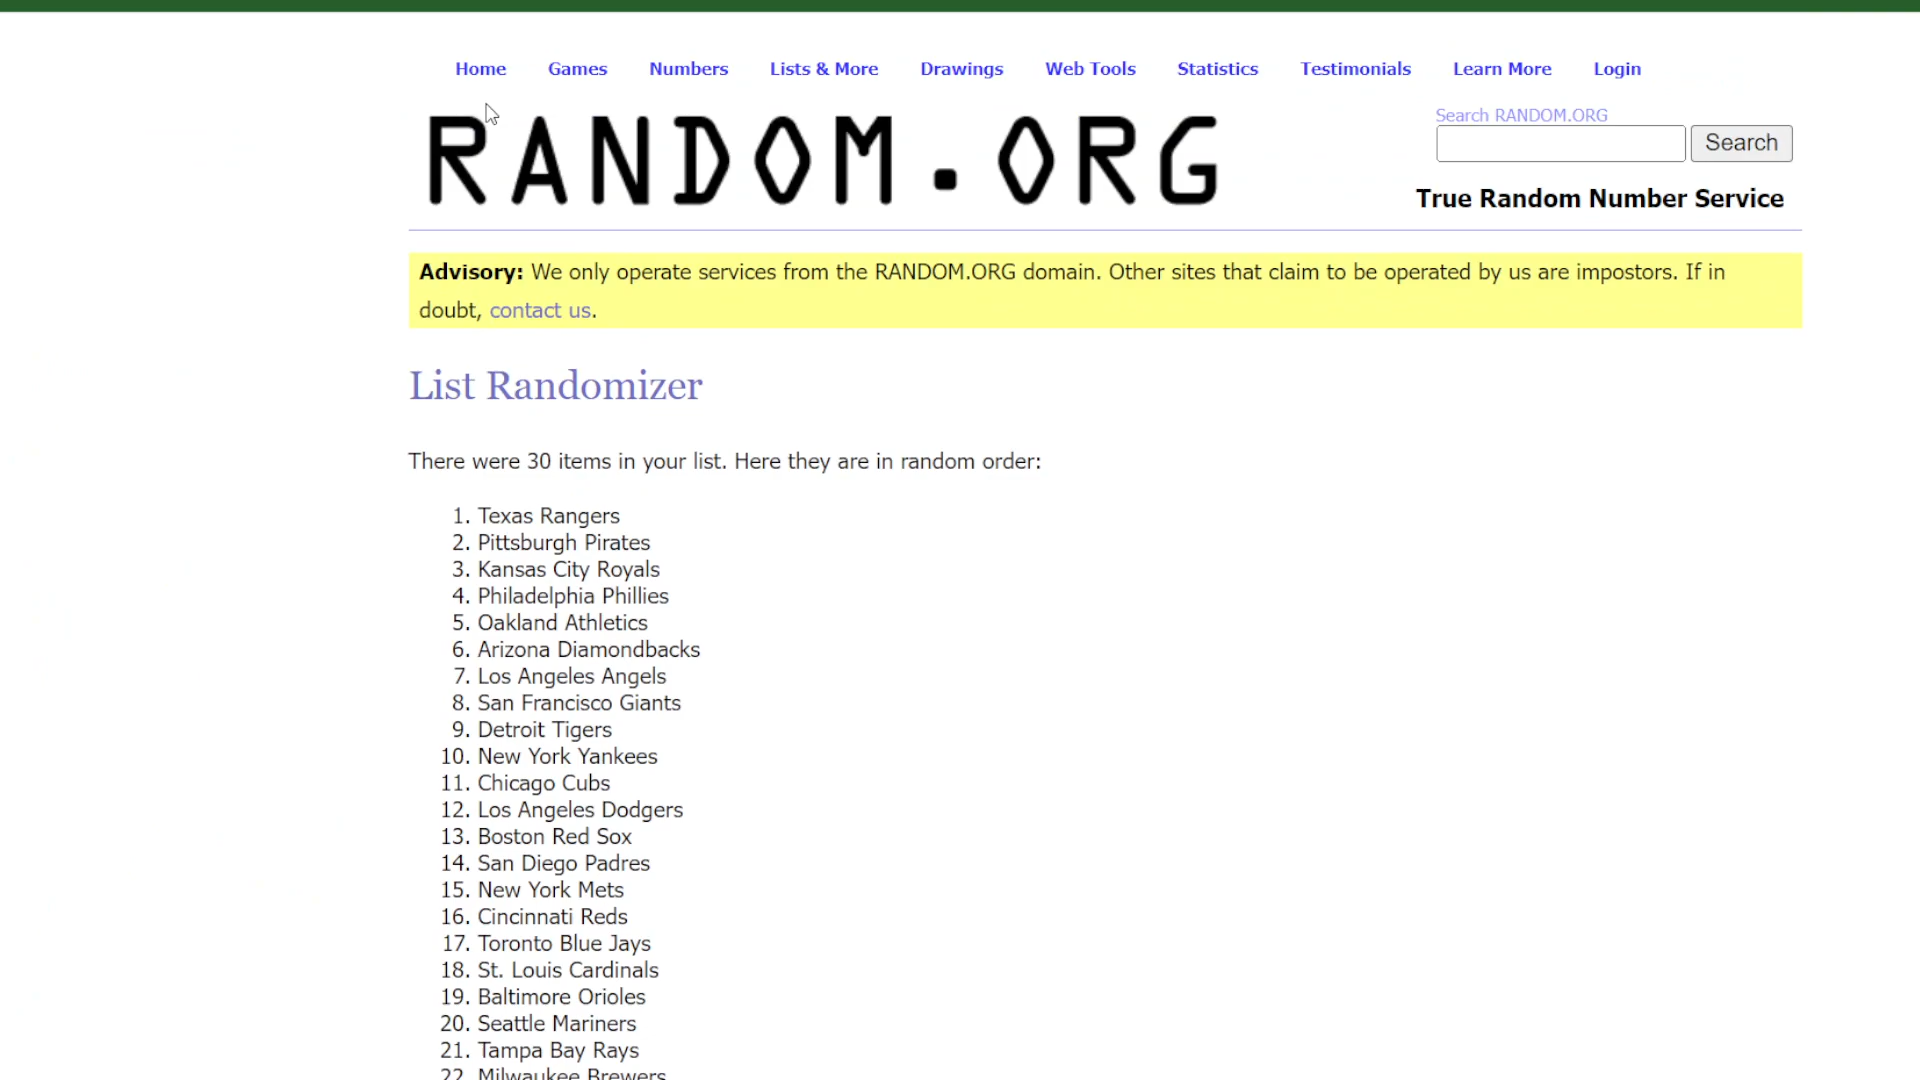 Home Games Numbers Lists & More Drawings Web Tools Statistics Testimonials Learn More Login
RANDOM.ORG
Search RANDOM.ORG
Search
True Random Number Service
Advisory: We only operate services from the RANDOM.ORG domain. Other sites that claim to be operated by us are impostors. If in
doubt, contact us.
List Randomizer
There were 30 items in your list. Here they are in random order:
1. Texas Rangers
2. Pittsburgh Pirates
3. Kansas City Royals
4. Philadelphia Phillies
5. Oakland Athletics
6. Arizona Diamondbacks
7. Los Angeles Angels
8. San Francisco Giants
9. Detroit Tigers
10. New York Yankees
11. Chicago Cubs
12. Los Angeles Dodgers
13. Boston Red Sox
14. San Diego Padres
15. New York Mets
16. Cincinnati Reds
17. Toronto Blue Jays
18. St. Louis Cardinals
19. Baltimore Orioles
20. Seattle Mariners
21. Tampa Bay Rays
22. Milwaukee Brewers